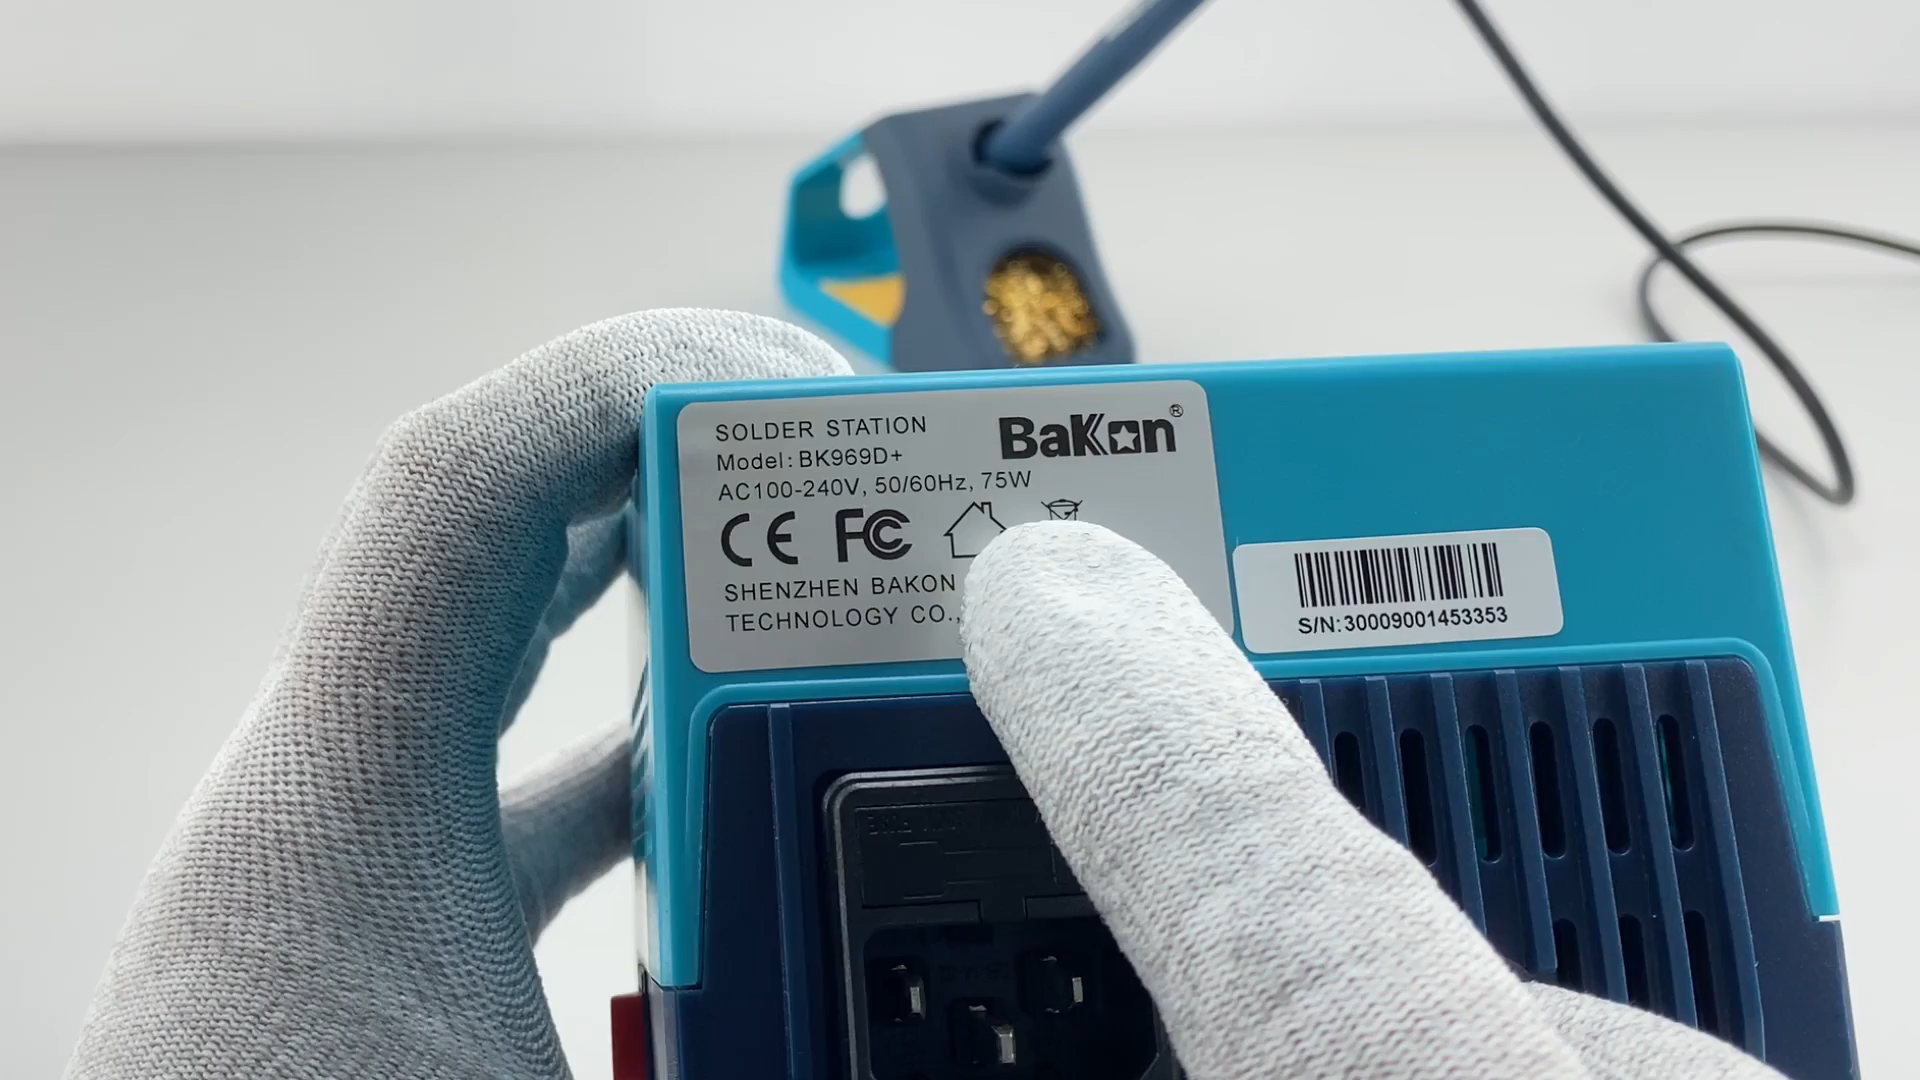 SOLDER STATION
BaKon®
Model: BK969D+
AC100-240V, 50/60Hz, 75W
CE FC
SHENZHEN BAKON
TECHNOLOGY CO.,
S/N:30009001453353